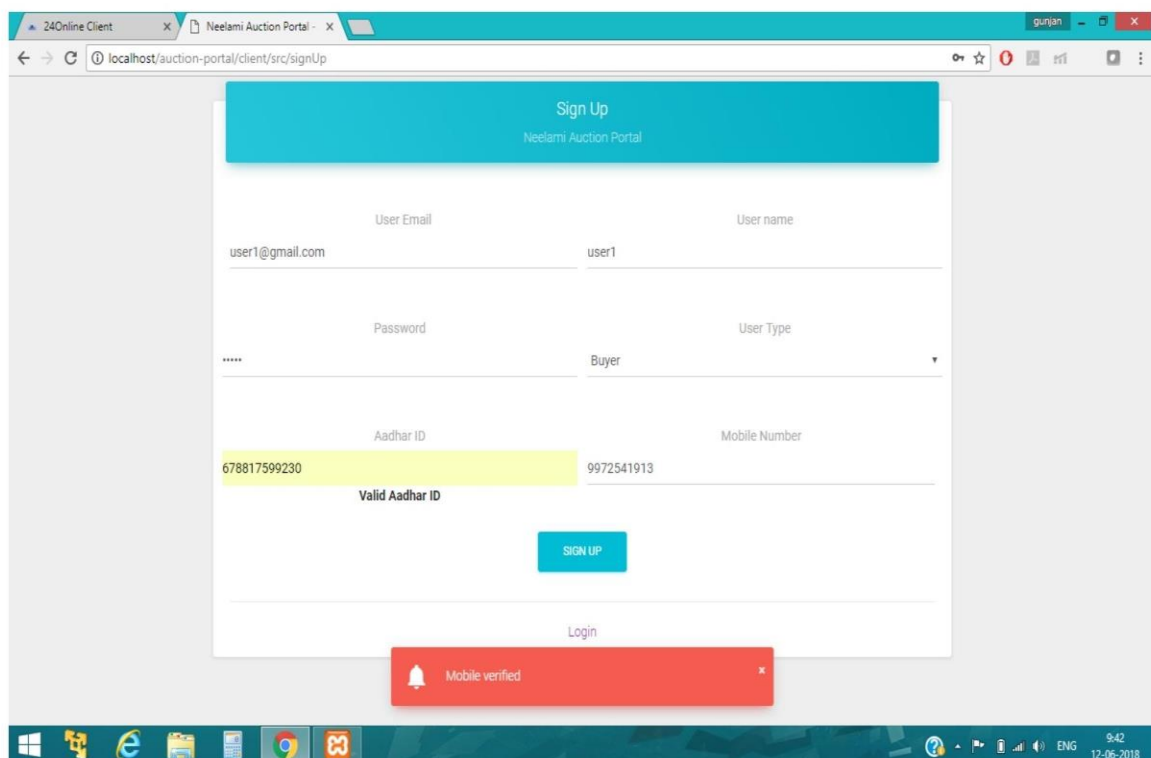 24Online Client x Neelami Auction Portal - x gunjan
localhost/auction-portal/client/src/signUp
Sign Up
Neelami Auction Portal
User Email User name
user1@gmail.com user1
Password User Type
••••• Buyer
Aadhar ID Mobile Number
678817599230 9972541913
Valid Aadhar ID
SIGN UP
Login
Mobile verified x
ENG 9:42
12-06-2018